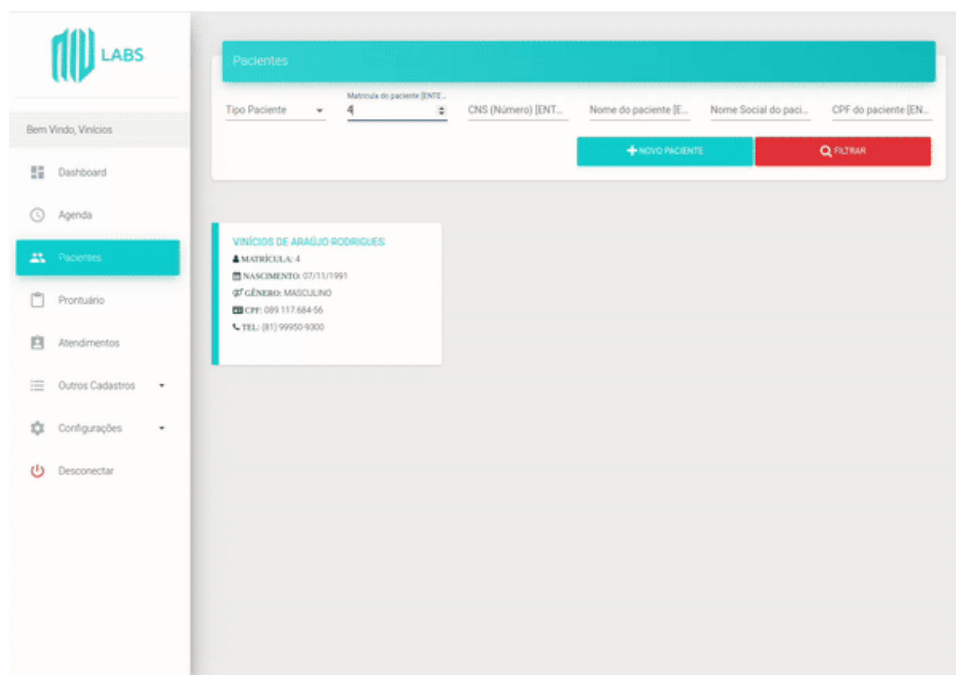 LABS
Bem Vindo, Vinícios
Dashboard
Agenda
Pacientes
Prontuário
Atendimentos
Outros Cadastros
Configurações
Desconectar
Pacientes
Tipo Paciente
Matrícula do paciente [ENTE...
4
CNS (Número) [ENT...
Nome do paciente [E...
Nome Social do paci...
CPF do paciente [EN...
NOVO PACIENTE
FILTRAR
VINÍCIOS DE ARAÚJO RODRIGUES
MATRÍCULA: 4
NASCIMENTO: 07/11/1991
GÊNERO: MASCULINO
CPF: 089.117.684-56
TEL: (81) 99950-9300